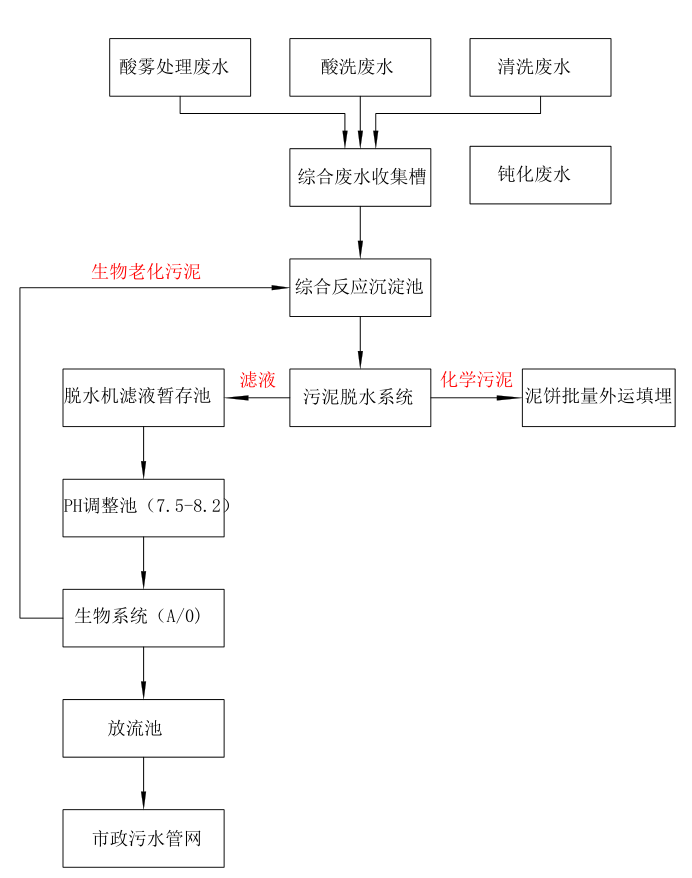 酸雾处理废水
酸洗废水
清洗废水
综合废水收集槽
钝化废水
生物老化污泥
综合反应沉淀池
滤液
化学污泥
脱水机滤液暂存池
污泥脱水系统
泥饼批量外运填埋
PH调整池（7.5-8.2）
生物系统（A/O)
放流池
市政污水管网